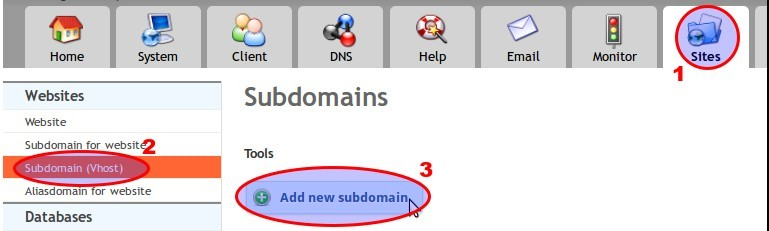 Home System Client DNS Help Email Monitor Sites
1
Websites
Subdomains
Website
Subdomain for website
2
Tools
Subdomain (Vhost)
3
Aliasdomain for website
Add new subdomain
Databases